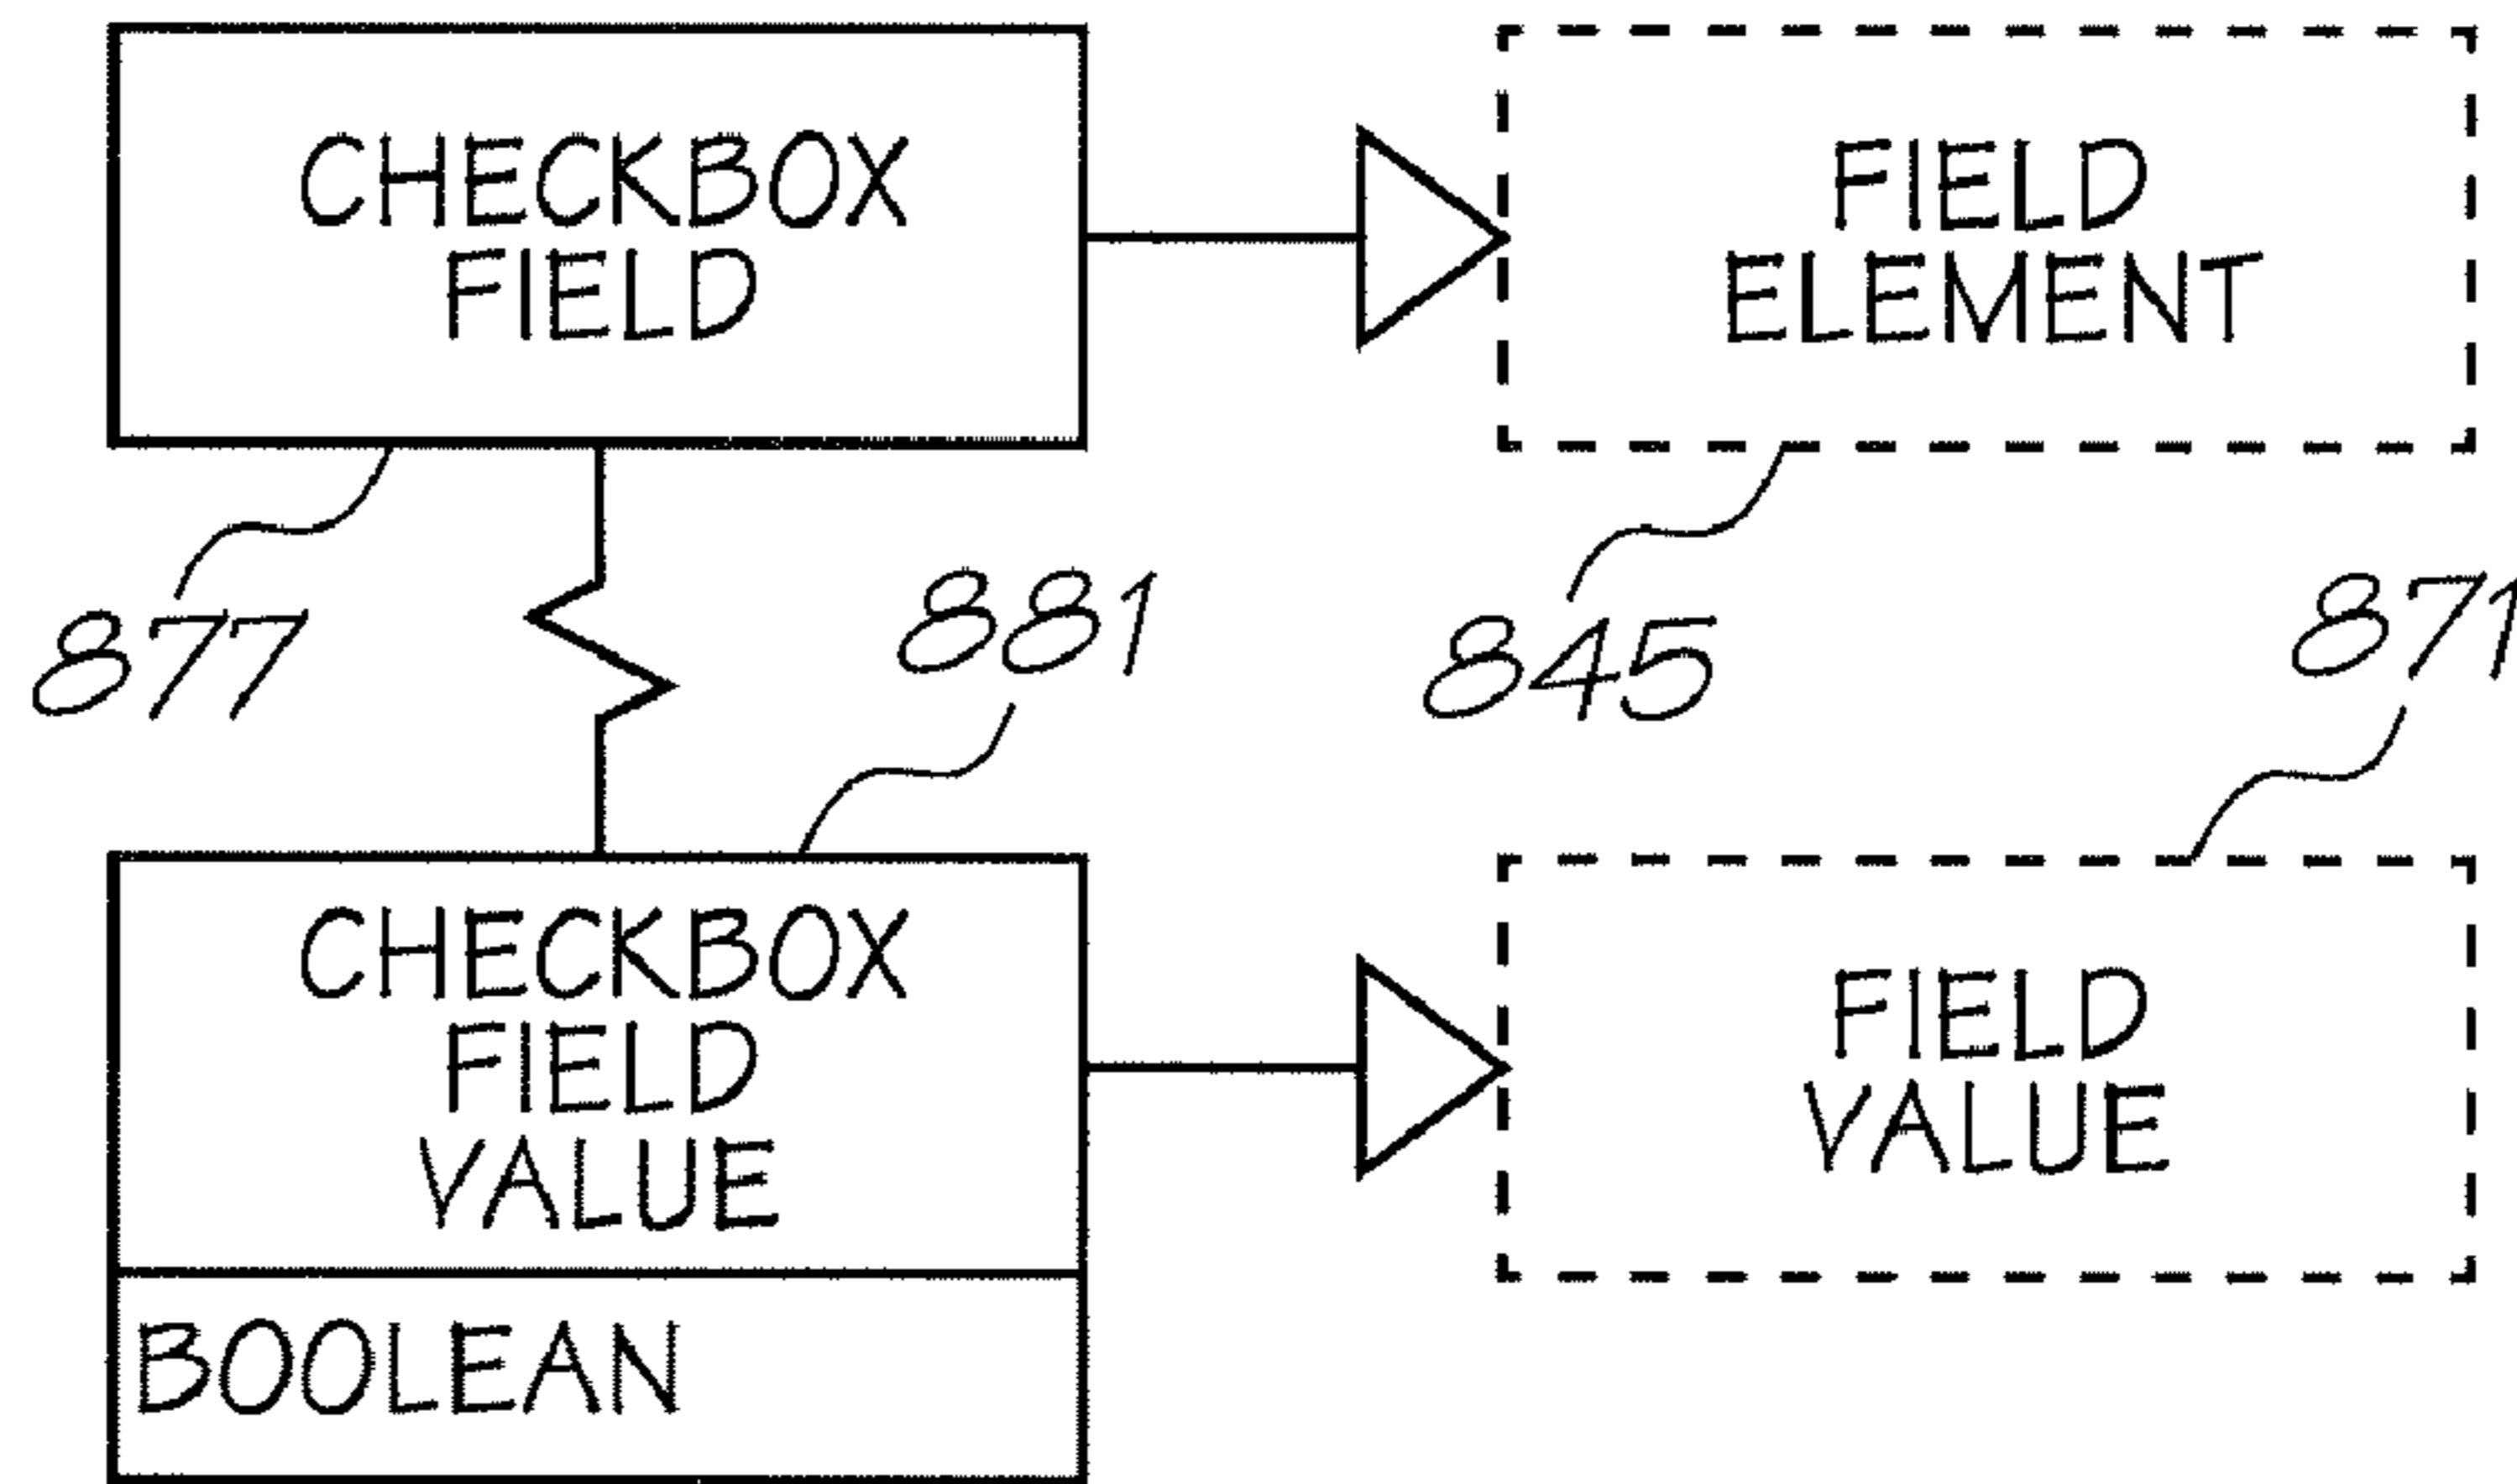 CHECKBOX
FIELD
FIELD
ELEMENT
877
881
845
871
CHECKBOX
FIELD
VALUE
BOOLEAN
FIELD
VALUE